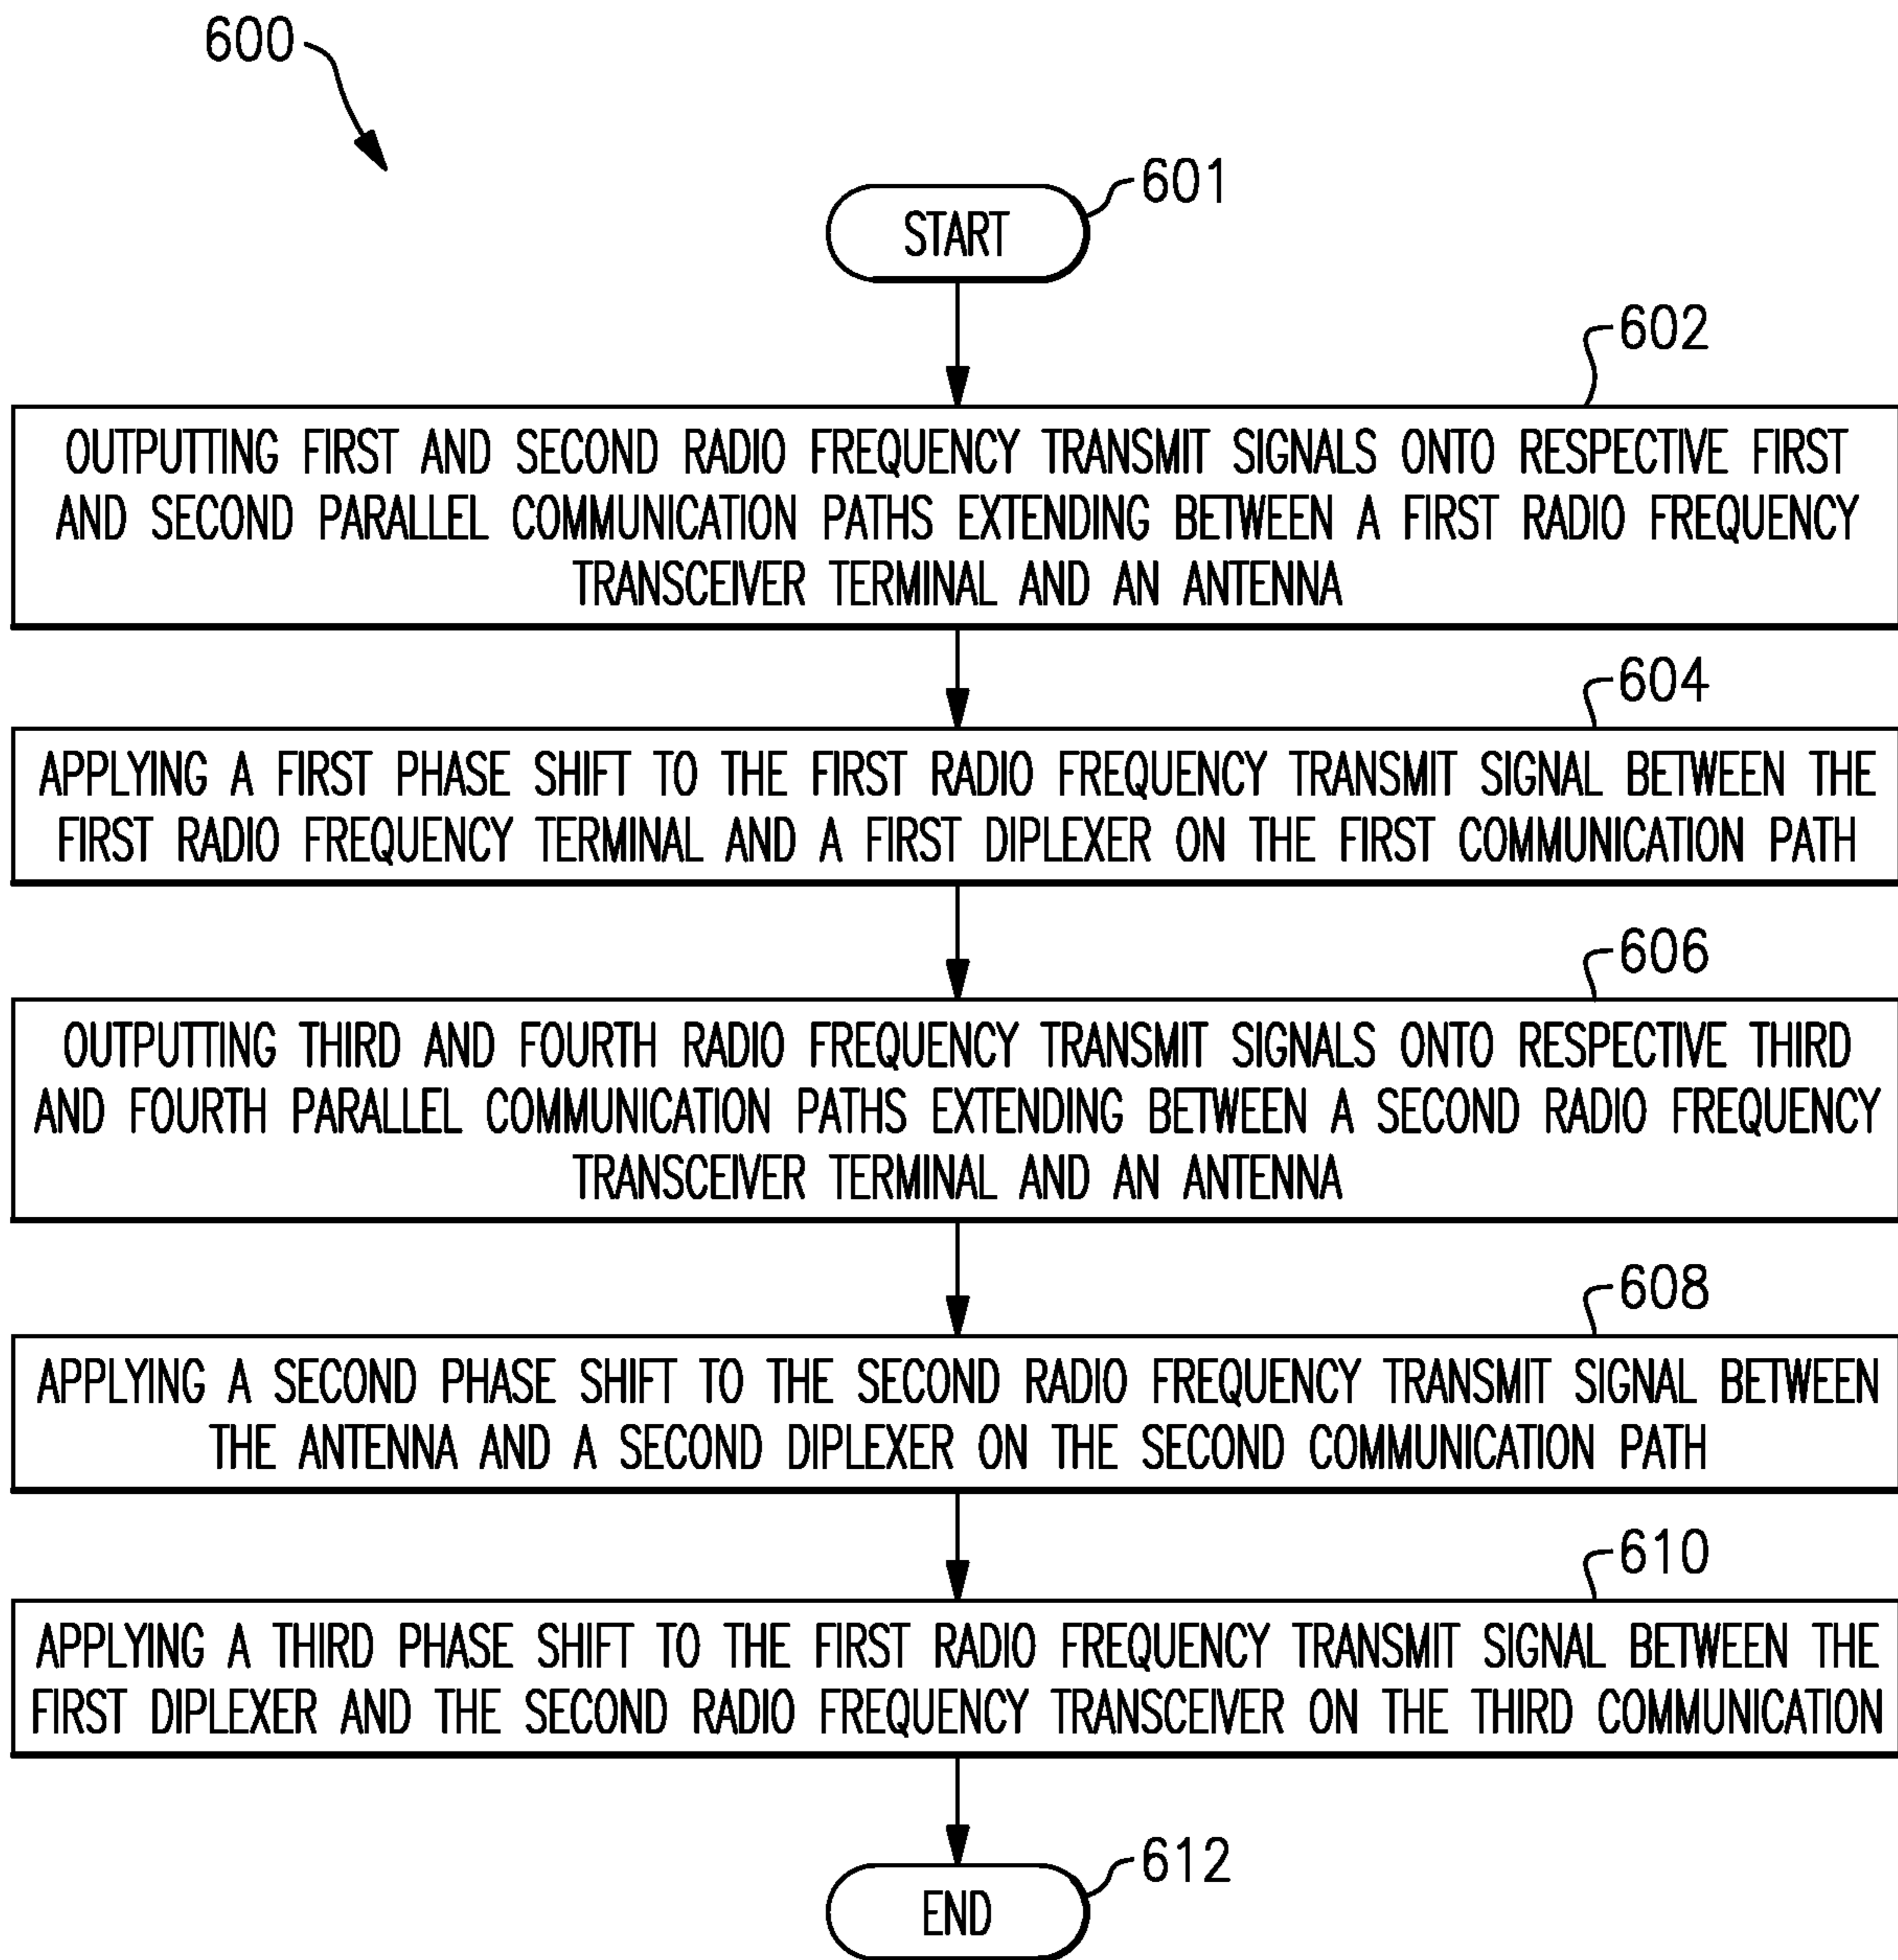 600
601
START
602
OUTPUTTING FIRST AND SECOND RADIO FREQUENCY TRANSMIT SIGNALS ONTO RESPECTIVE FIRST
AND SECOND PARALLEL COMMUNICATION PATHS EXTENDING BETWEEN A FIRST RADIO FREQUENCY
TRANSCEIVER TERMINAL AND AN ANTENNA
604
APPLYING A FIRST PHASE SHIFT TO THE FIRST RADIO FREQUENCY TRANSMIT SIGNAL BETWEEN THE
FIRST RADIO FREQUENCY TERMINAL AND A FIRST DIPLEXER ON THE FIRST COMMUNICATION PATH
606
OUTPUTTING THIRD AND FOURTH RADIO FREQUENCY TRANSMIT SIGNALS ONTO RESPECTIVE THIRD
AND FOURTH PARALLEL COMMUNICATION PATHS EXTENDING BETWEEN A SECOND RADIO FREQUENCY
TRANSCEIVER TERMINAL AND AN ANTENNA
608
APPLYING A SECOND PHASE SHIFT TO THE SECOND RADIO FREQUENCY TRANSMIT SIGNAL BETWEEN
THE ANTENNA AND A SECOND DIPLEXER ON THE SECOND COMMUNICATION PATH
610
APPLYING A THIRD PHASE SHIFT TO THE FIRST RADIO FREQUENCY TRANSMIT SIGNAL BETWEEN THE
FIRST DIPLEXER AND THE SECOND RADIO FREQUENCY TRANSCEIVER ON THE THIRD COMMUNICATION
612
END